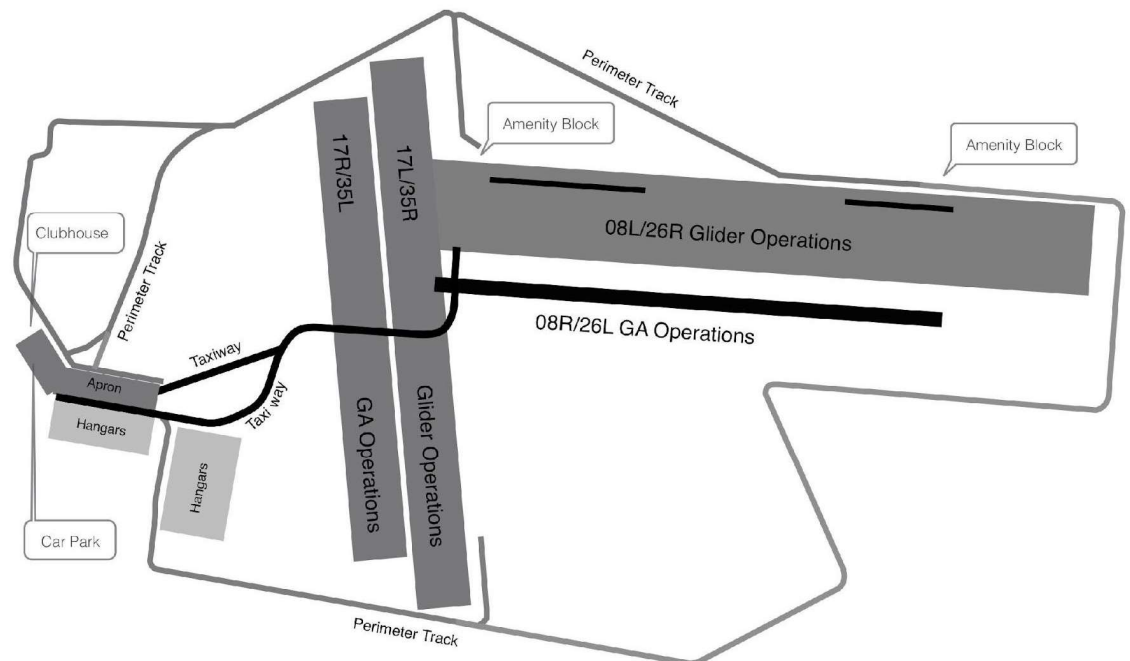 Perimeter Track
Amenity Block
Amenity Block
17R/35L
17L/35R
Clubhouse
08L/26R Glider Operations
Perimeter Track
08R/26L GA Operations
Taxiway
Apron
Taxi way
Hangars
GA Operations
Glider Operations
Hangars
Car Park
Perimeter Track